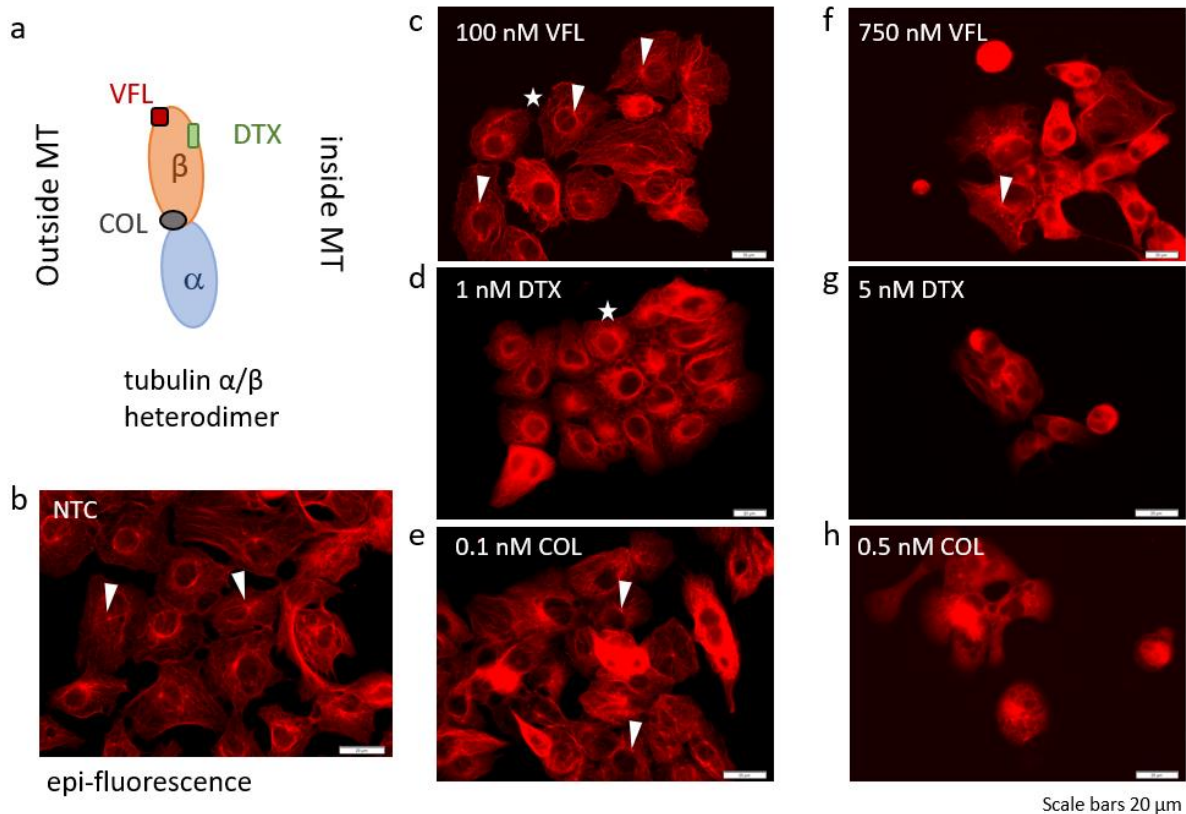 a
VFL
DTX
β
COL
α
Outside MT
inside MT
tubulin α/β
heterodimer
b
NTC
epi-fluorescence
c
100 nM VFL
d
1 nM DTX
e
0.1 nM COL
f
750 nM VFL
g
5 nM DTX
h
0.5 nM COL
Scale bars 20 µm